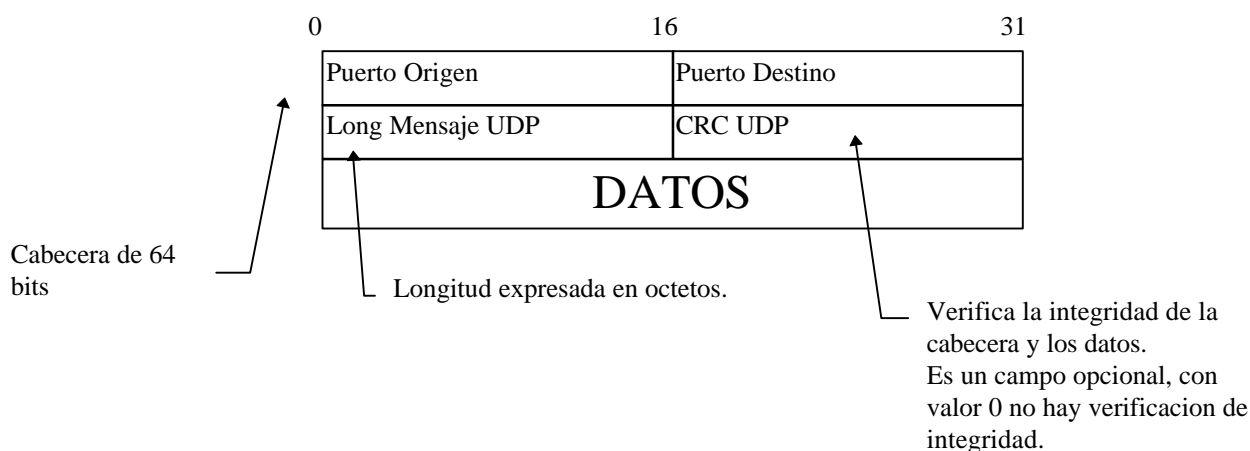 0 16 31
Puerto Origen Puerto Destino
Long Mensaje UDP CRC UDP
DATOS
Cabecera de 64
bits
Longitud expresada en octetos.
Verifica la integridad de la
cabecera y los datos.
Es un campo opcional, con
valor 0 no hay verificacion de
integridad.